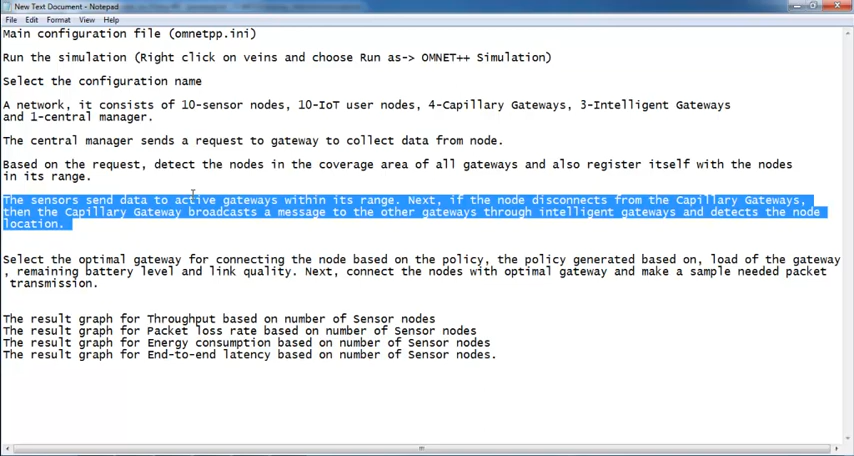 New Text Document - Notepad
File Edit Format View Help
Main configuration file (omnetpp.ini)
Run the simulation (Right click on veins and choose Run as-> OMNET++ Simulation)
Select the configuration name
A network, it consists of 10-sensor nodes, 10-IoT user nodes, 4-Capillary Gateways, 3-Intelligent Gateways
and 1-central manager.
The central manager sends a request to gateway to collect data from node.
Based on the request, detect the nodes in the coverage area of all gateways and also register itself with the nodes
in its range.
The sensors send data to active gateways within its range. Next, if the node disconnects from the Capillary Gateways,
then the Capillary Gateway broadcasts a message to the other gateways through intelligent gateways and detects the node
location.
Select the optimal gateway for connecting the node based on the policy, the policy generated based on, load of the gateway
, remaining battery level and link quality. Next, connect the nodes with optimal gateway and make a sample needed packet
transmission.
The result graph for Throughput based on number of Sensor nodes
The result graph for Packet loss rate based on number of Sensor nodes
The result graph for Energy consumption based on number of Sensor nodes
The result graph for End-to-end latency based on number of Sensor nodes.